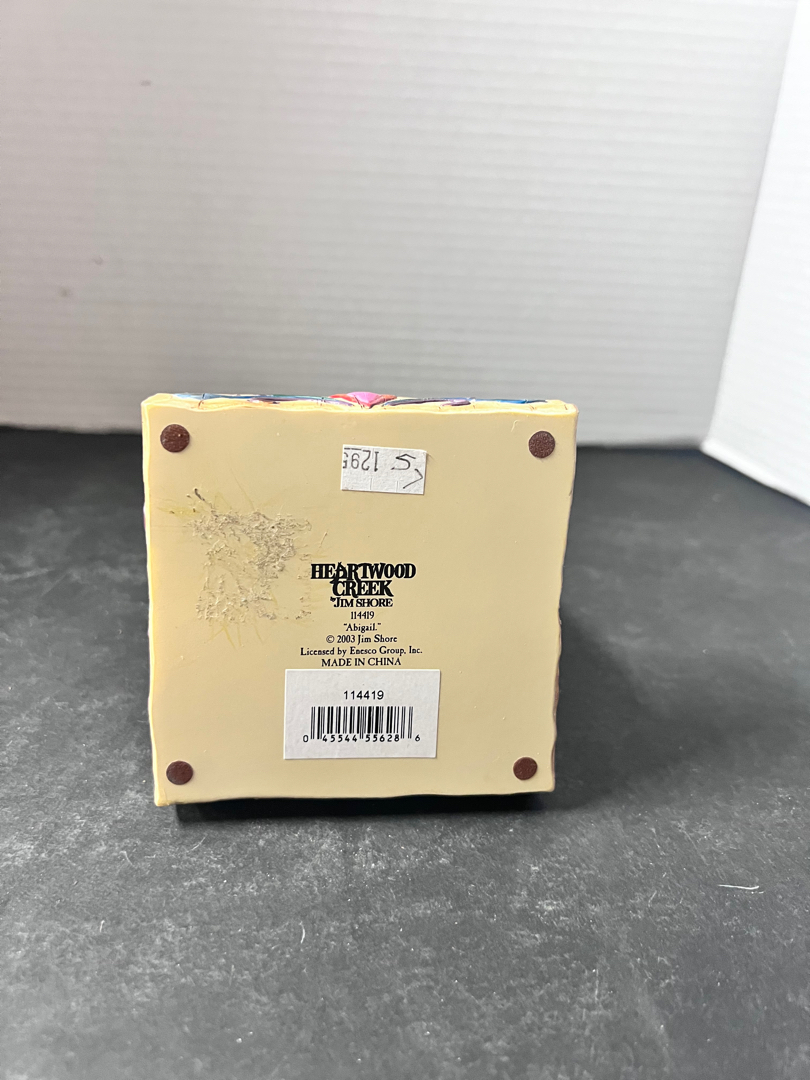 1295 S
HEARTWOOD
CREEK
JIM SHORE
114419
"Abigail."
© 2003 Jim Shore
Licensed by Enesco Group, Inc.
MADE IN CHINA
114419
0 45544 55628 6